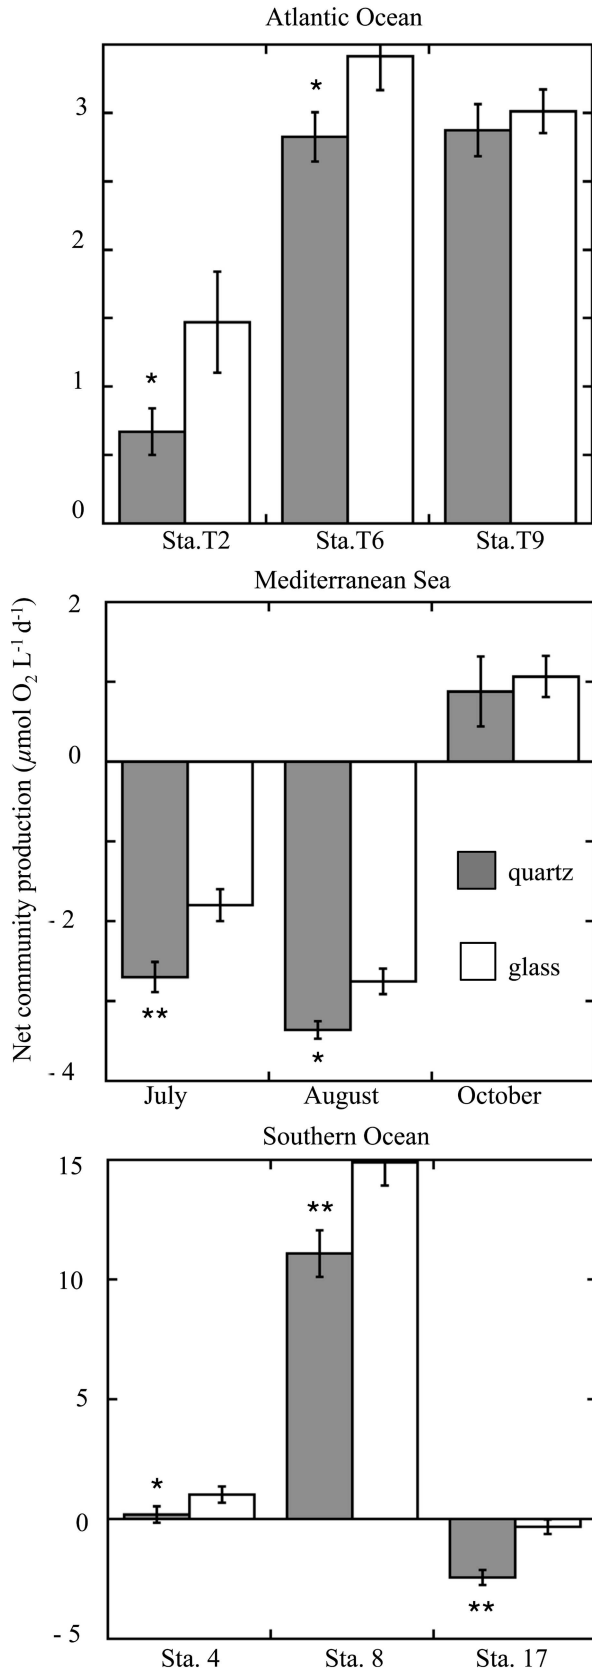 Atlantic Ocean
3
*
2
*
1
0
Sta.T2 Sta.T6 Sta.T9
Mediterranean Sea
Net community production (µmol O₂ L⁻¹ d⁻¹)
2
0
quartz
glass
- 2
**
*
- 4
July August October
Southern Ocean
15
**
10
5
*
0
**
- 5
Sta. 4 Sta. 8 Sta. 17